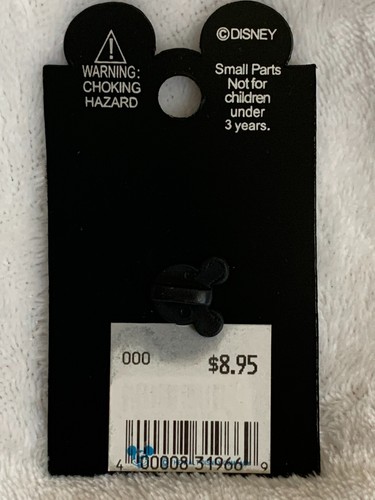 WARNING:
CHOKING
HAZARD
©DISNEY
Small Parts
Not for
children
under
3 years.
000
$8.95
4 00008 31966 9